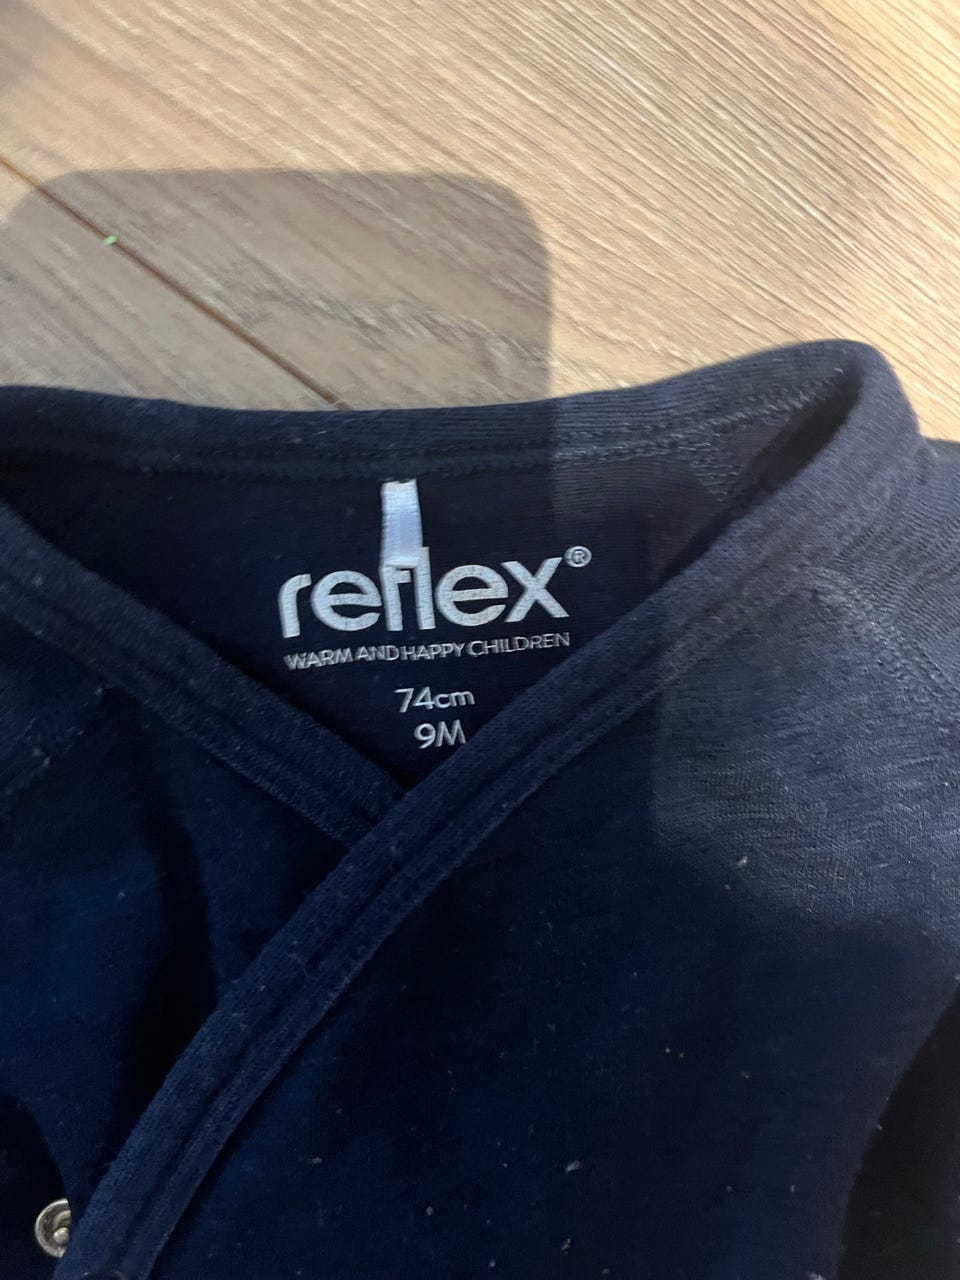 reflex®
WARM AND HAPPY CHILDREN
74cm
9M